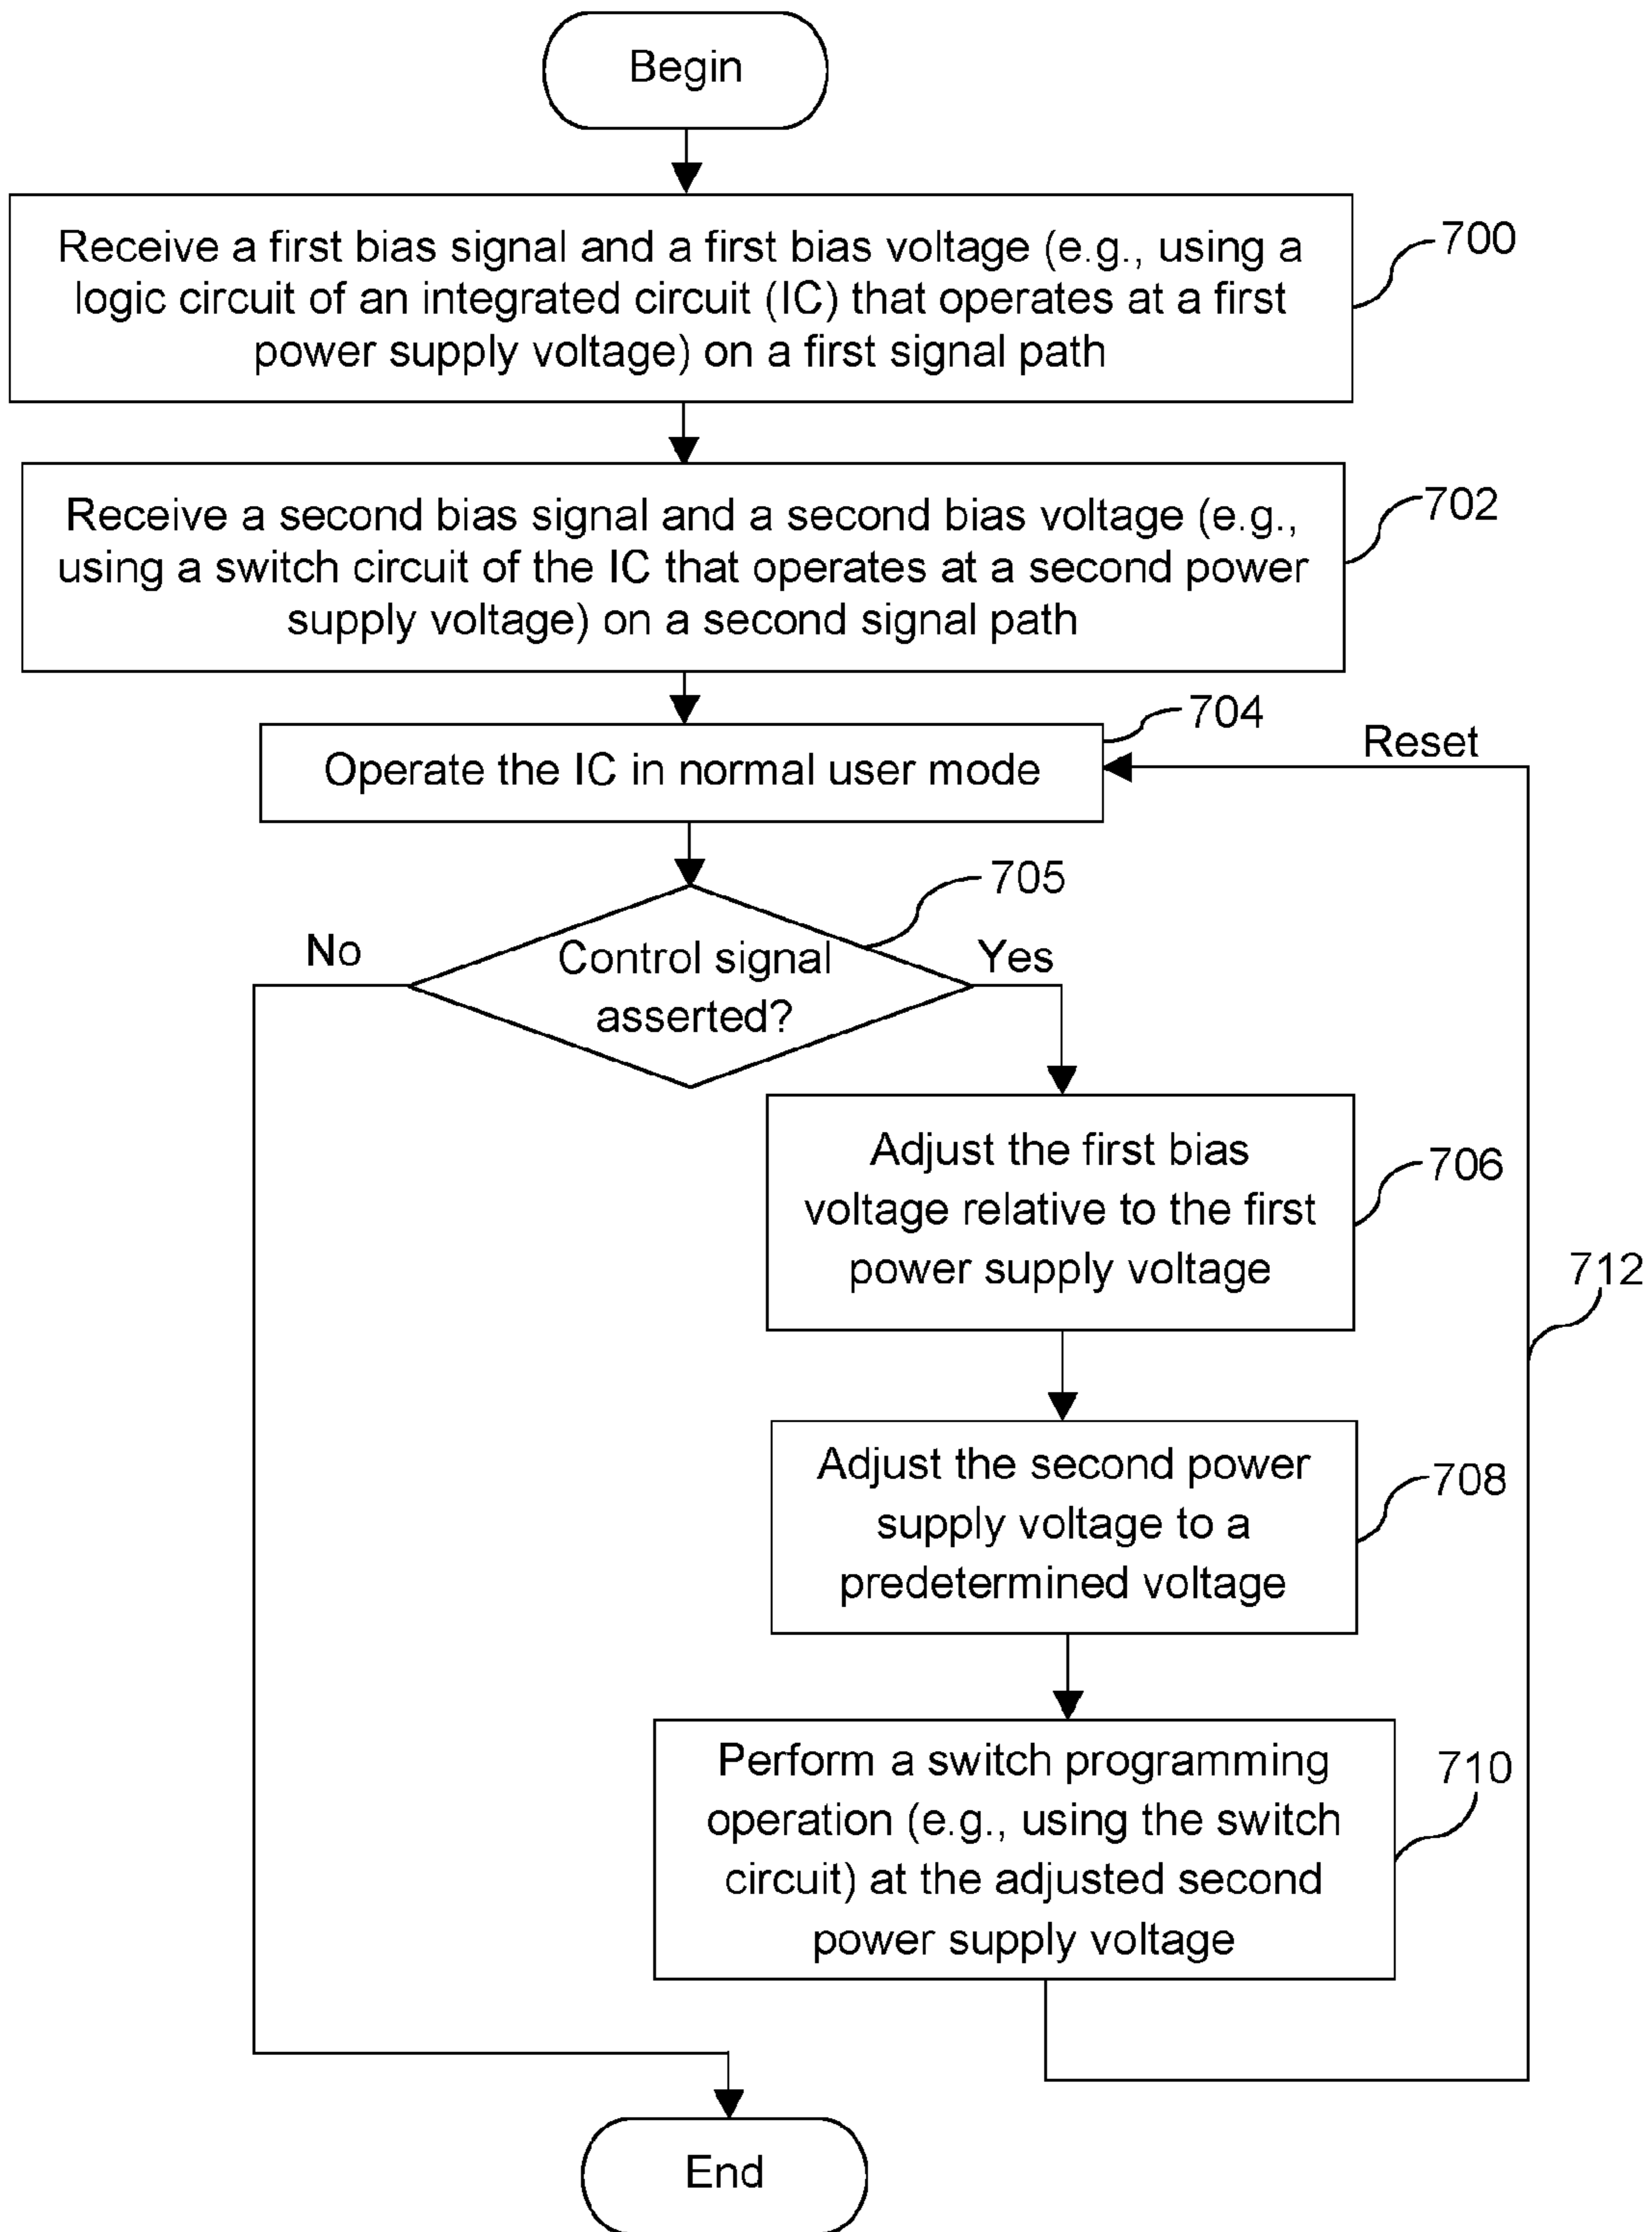 Begin
Receive a first bias signal and a first bias voltage (e.g., using a
logic circuit of an integrated circuit (IC) that operates at a first
power supply voltage) on a first signal path
700
Receive a second bias signal and a second bias voltage (e.g.,
using a switch circuit of the IC that operates at a second power
supply voltage) on a second signal path
702
704
Operate the IC in normal user mode
Reset
705
No
Control signal
asserted?
Yes
Adjust the first bias
voltage relative to the first
power supply voltage
706
712
Adjust the second power
supply voltage to a
predetermined voltage
708
Perform a switch programming
operation (e.g., using the switch
circuit) at the adjusted second
power supply voltage
710
End